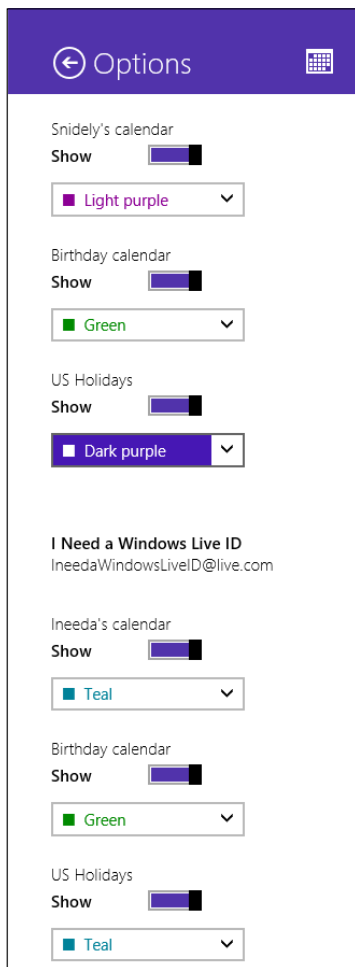 Options
Snidely's calendar
Show
Light purple
Birthday calendar
Show
Green
US Holidays
Show
Dark purple
I Need a Windows Live ID
IneedaWindowsLiveID@live.com
Ineeda's calendar
Show
Teal
Birthday calendar
Show
Green
US Holidays
Show
Teal